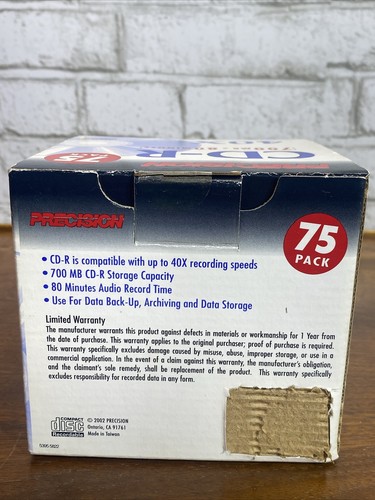 CD-R
PRECISION
75
PACK
• CD-R is compatible with up to 40X recording speeds
• 700 MB CD-R Storage Capacity
• 80 Minutes Audio Record Time
• Use For Data Back-Up, Archiving and Data Storage
Limited Warranty
The manufacturer warrants this product against defects in materials or workmanship for 1 Year from
the date of purchase. This warranty applies to the original purchaser; proof of purchase is required.
This warranty specifically excludes damage caused by misuse, abuse, improper storage, or use in a
commercial application. In the event of a claim against this warranty, the manufacturer's obligation,
and the claimant's sole remedy, shall be replacement of the product. This warranty specifically
excludes responsibility for recorded data in any form.
COMPACT
disc
Recordable
© 2002 PRECISION
Ontario, CA 91761
Made in Taiwan